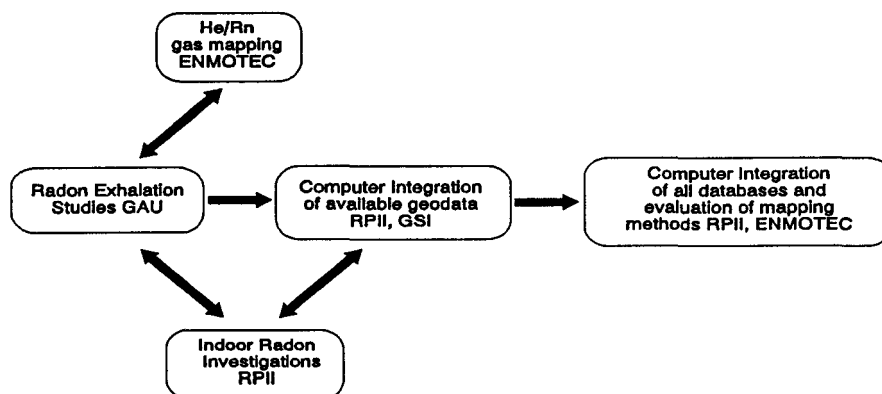 He/Rn
gas mapping
ENMOTEC
Radon Exhalation
Studies GAU
Computer Integration
of available geodata
RPII, GSI
Computer Integration
of all databases and
evaluation of mapping
methods RPII, ENMOTEC
Indoor Radon
Investigations
RPII